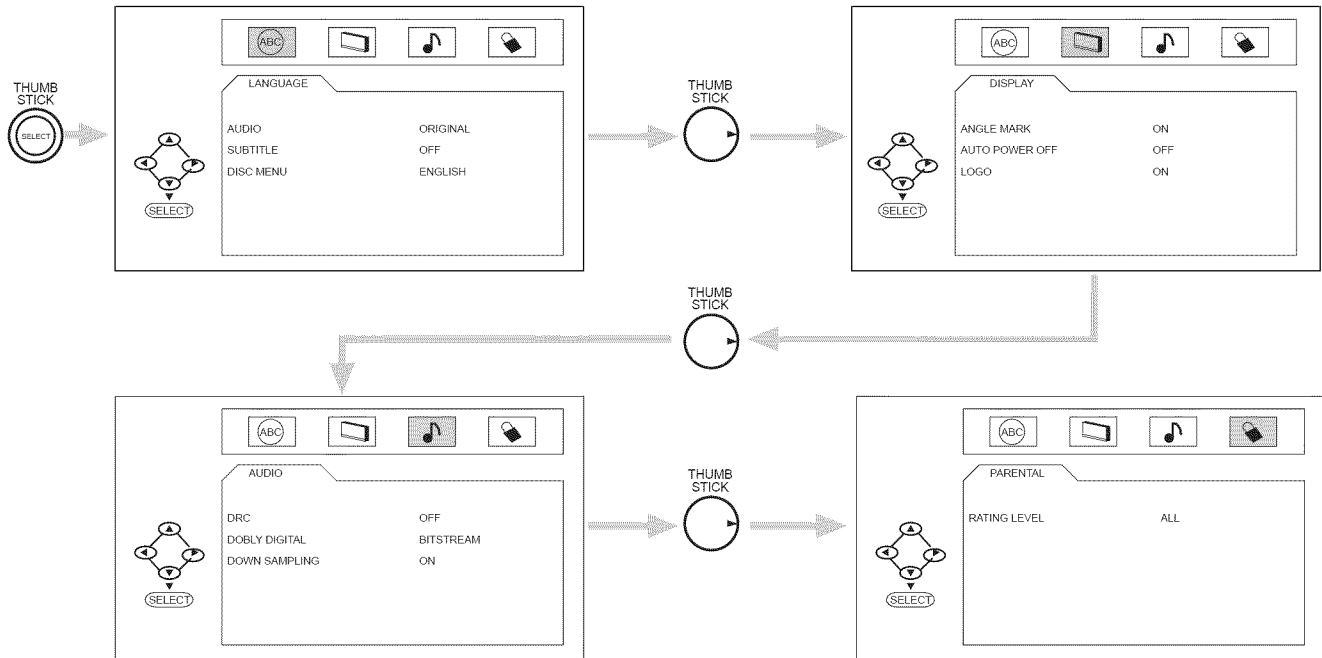 THUMB
STICK
SELECT
ABC
LANGUAGE
AUDIO ORIGINAL
SUBTITLE OFF
DISC MENU ENGLISH
SELECT
THUMB
STICK
ABC
DISPLAY
ANGLE MARK ON
AUTO POWER OFF OFF
LOGO ON
SELECT
THUMB
STICK
ABC
AUDIO
DRC OFF
DOBLY DIGITAL BITSTREAM
DOWN SAMPLING ON
SELECT
THUMB
STICK
ABC
PARENTAL
RATING LEVEL ALL
SELECT